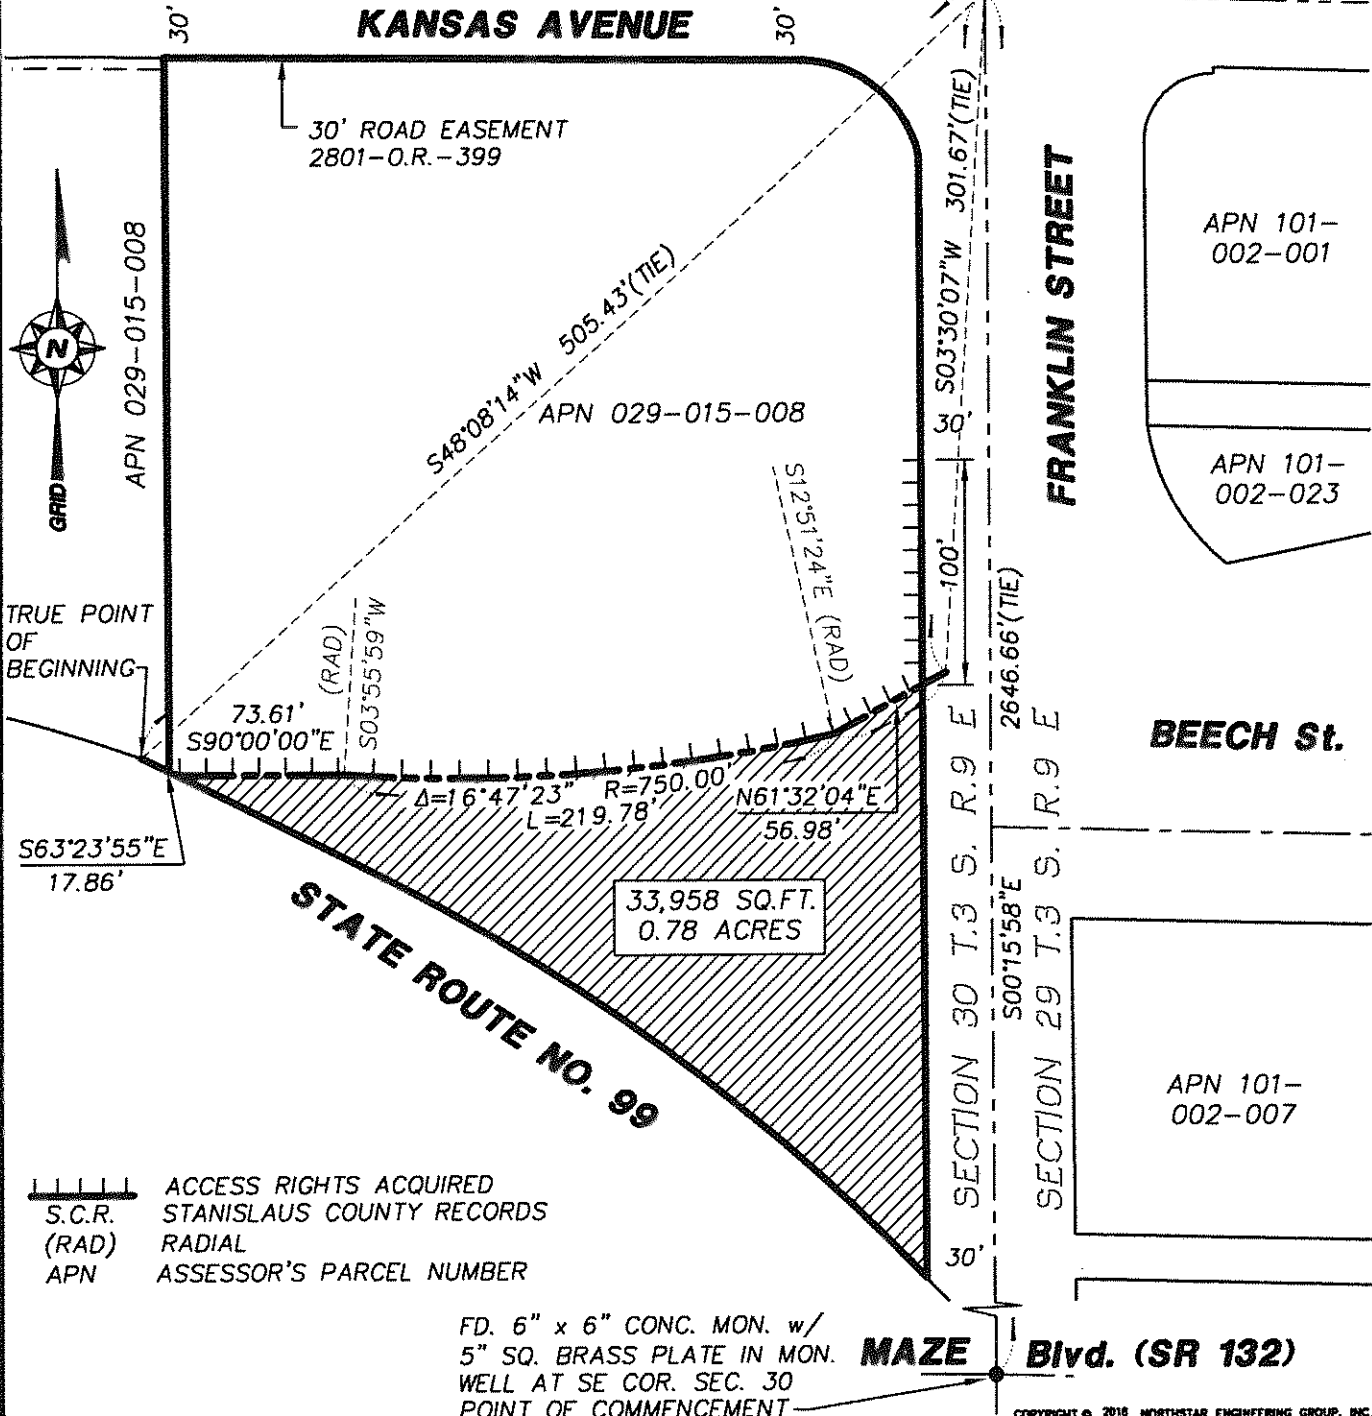 KANSAS AVENUE
30'
30'
30' ROAD EASEMENT
2801-O.R.-399
S03°30'07"W 301.67'(TIE)
FRANKLIN STREET
APN 101-
002-001
APN 029-015-008
N
GRID
S48°08'14"W 505.43'(TIE)
APN 029-015-008
30'
APN 101-
002-023
S12°51'24"E (RAD)
100'
TRUE POINT
OF
BEGINNING
(RAD)
S03°55'59"W
2646.66'(TIE)
S00°15'58"E
73.61'
S90°00'00"E
BEECH St.
Δ=16°47'23" R=750.00'
L=219.78'
N61°32'04"E
56.98'
S63°23'55"E
17.86'
33,958 SQ.FT.
0.78 ACRES
STATE ROUTE NO. 99
SECTION 30 T.3 S. R.9 E
SECTION 29 T.3 S. R.9 E
APN 101-
002-007
ACCESS RIGHTS ACQUIRED
S.C.R. STANISLAUS COUNTY RECORDS
(RAD) RADIAL
APN ASSESSOR'S PARCEL NUMBER
30'
FD. 6" x 6" CONC. MON. w/
5" SQ. BRASS PLATE IN MON.
WELL AT SE COR. SEC. 30
POINT OF COMMENCEMENT
MAZE Blvd. (SR 132)
COPYRIGHT © 2018 NORTHSTAR ENGINEERING GROUP, INC